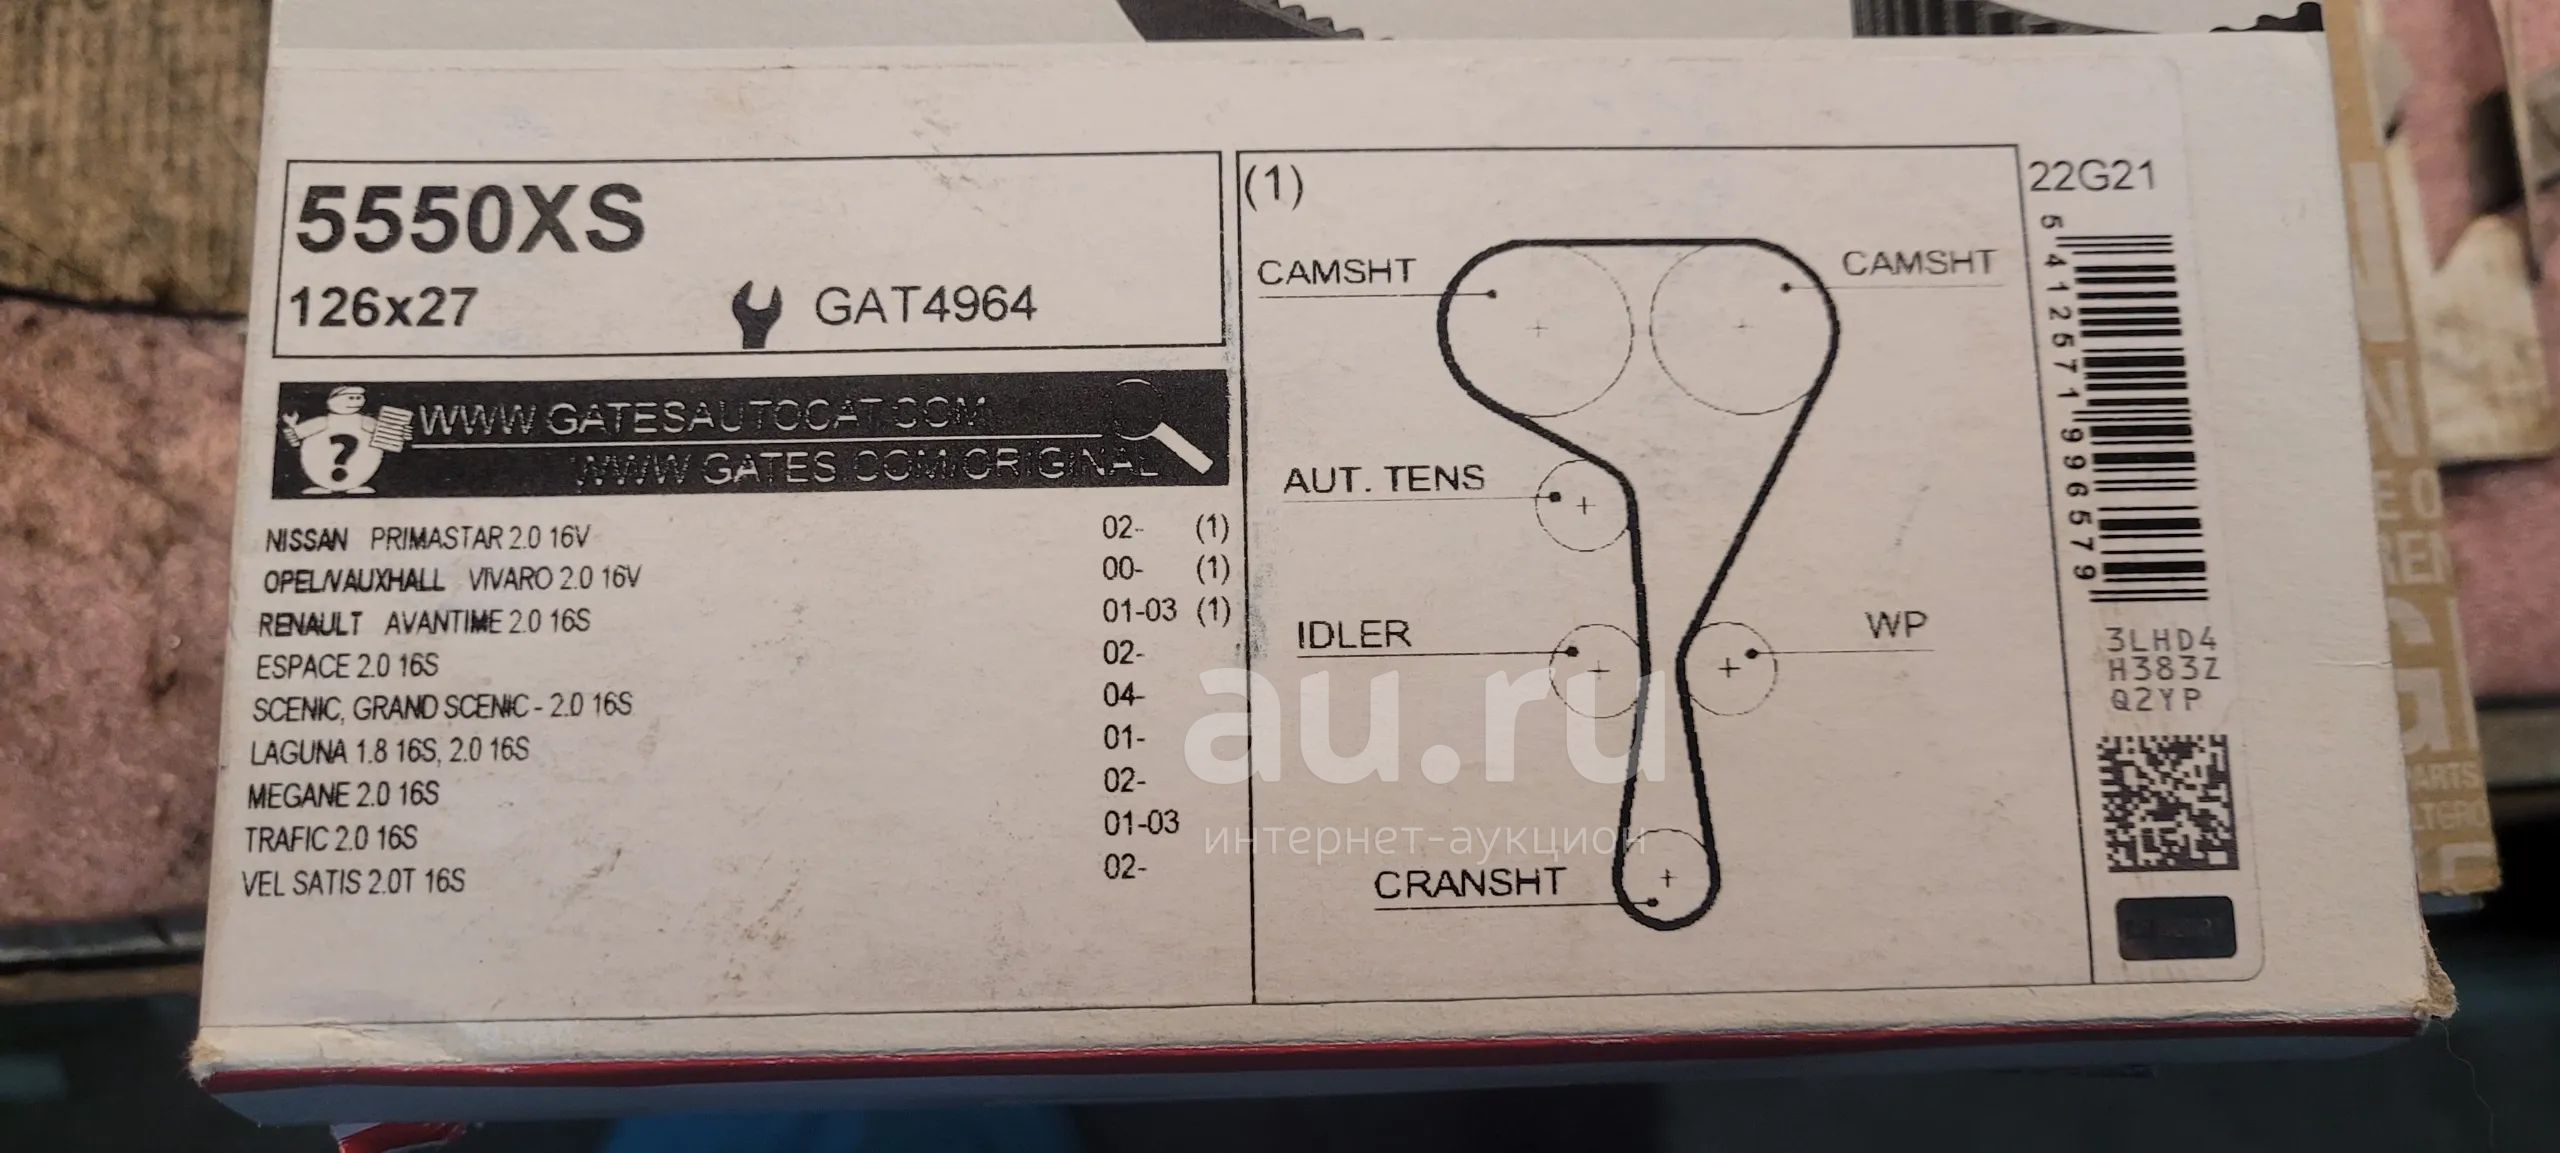 5550XS
126x27
GAT4964
WWW.GATESAUTOCAT.COM
WWW.GATES.COM/ORIGINAL
?
NISSAN PRIMASTAR 2.0 16V 02- (1)
OPEL/VAUXHALL VIVARO 2.0 16V 00- (1)
RENAULT AVANTIME 2.0 16S 01-03 (1)
ESPACE 2.0 16S 02-
SCENIC, GRAND SCENIC - 2.0 16S 04-
LAGUNA 1.8 16S, 2.0 16S 01-
MEGANE 2.0 16S 02-
TRAFIC 2.0 16S 01-03
VEL SATIS 2.0T 16S 02-
(1)
CAMSHT
CAMSHT
AUT. TENS
IDLER
WP
CRANSHT
22G21
5412571996579
3LHD4
H383Z
Q2YP
au.ru
интернет-аукцион